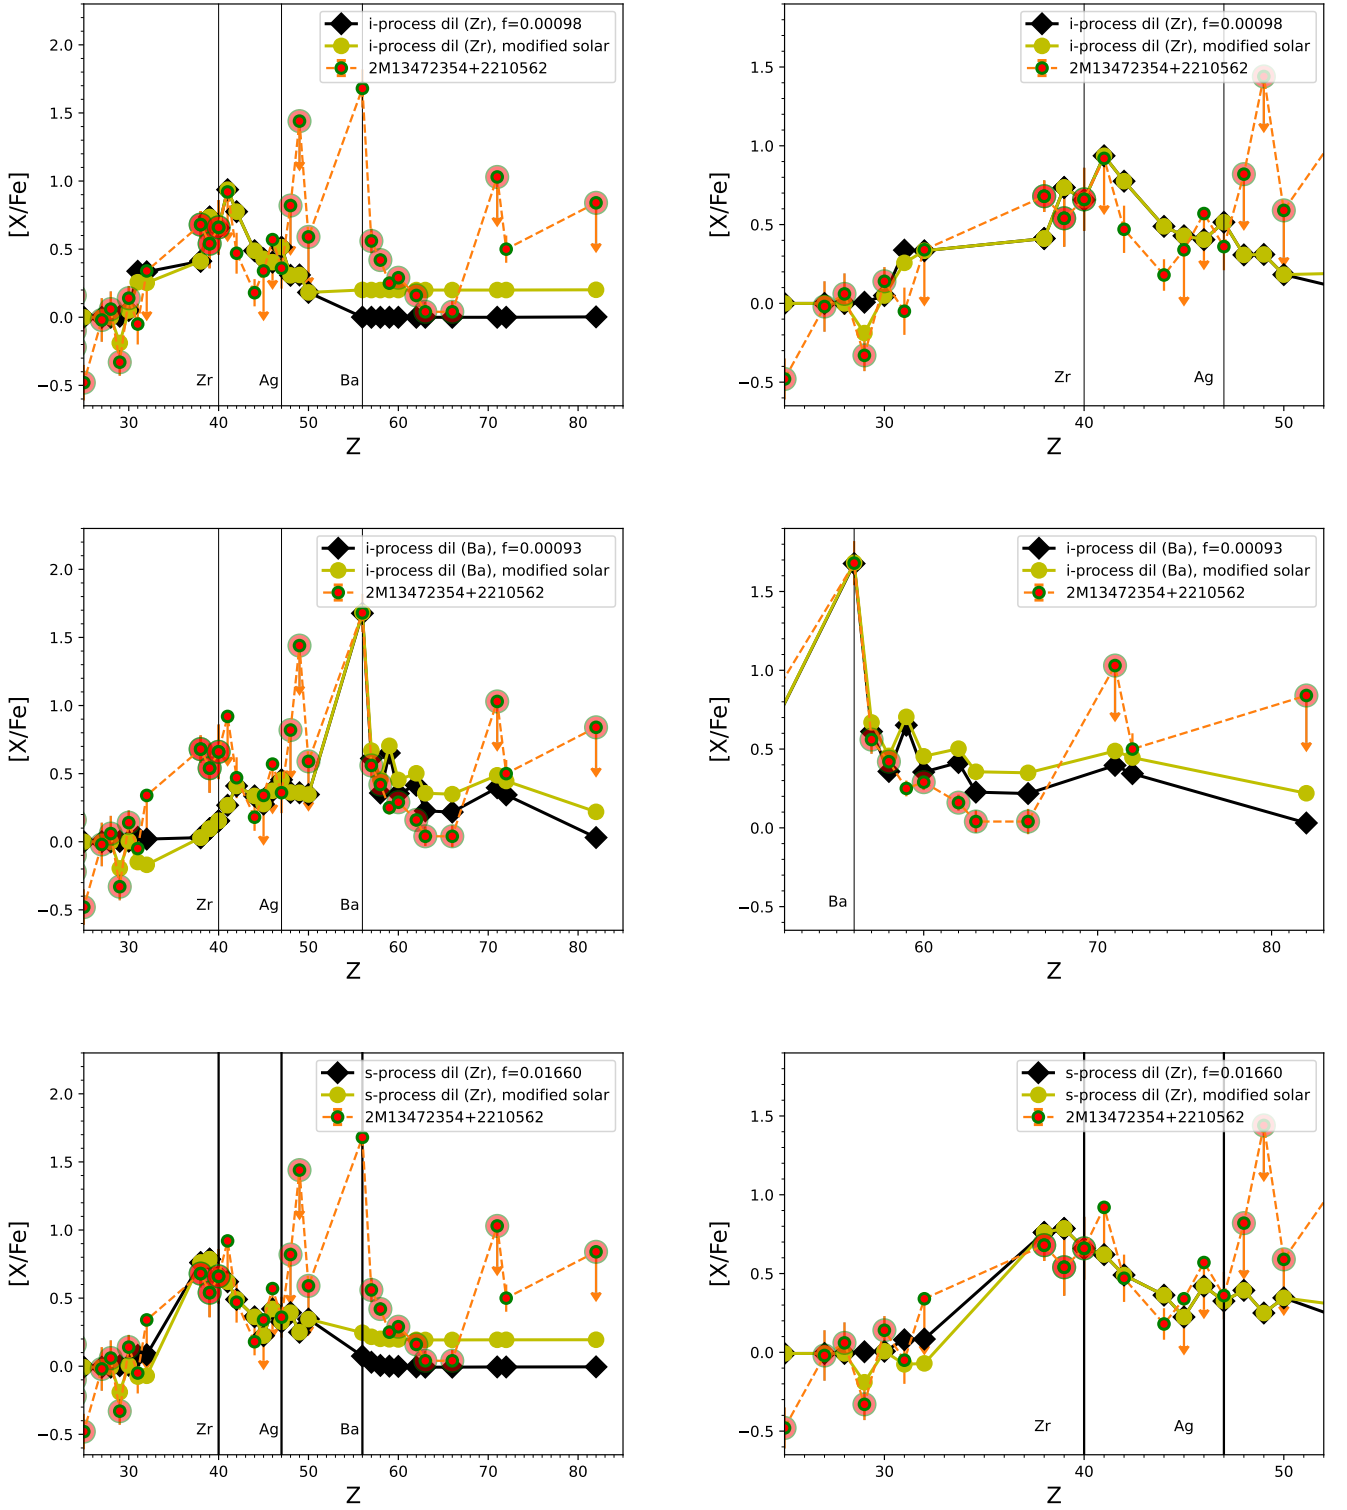 i-process dil (Zr), f=0.00098
i-process dil (Zr), modified solar
2M13472354+2210562
[X/Fe]
2.0
1.5
1.0
0.5
0.0
−0.5
Zr
Ag
Ba
30 40 50 60 70 80
Z
i-process dil (Zr), f=0.00098
i-process dil (Zr), modified solar
2M13472354+2210562
[X/Fe]
1.5
1.0
0.5
0.0
−0.5
Zr
Ag
30 40 50
Z
i-process dil (Ba), f=0.00093
i-process dil (Ba), modified solar
2M13472354+2210562
[X/Fe]
2.0
1.5
1.0
0.5
0.0
−0.5
Zr
Ag
Ba
30 40 50 60 70 80
Z
i-process dil (Ba), f=0.00093
i-process dil (Ba), modified solar
2M13472354+2210562
[X/Fe]
1.5
1.0
0.5
0.0
−0.5
Ba
60 70 80
Z
s-process dil (Zr), f=0.01660
s-process dil (Zr), modified solar
2M13472354+2210562
[X/Fe]
2.0
1.5
1.0
0.5
0.0
−0.5
Zr
Ag
Ba
30 40 50 60 70 80
Z
s-process dil (Zr), f=0.01660
s-process dil (Zr), modified solar
2M13472354+2210562
[X/Fe]
1.5
1.0
0.5
0.0
−0.5
Zr
Ag
30 40 50
Z